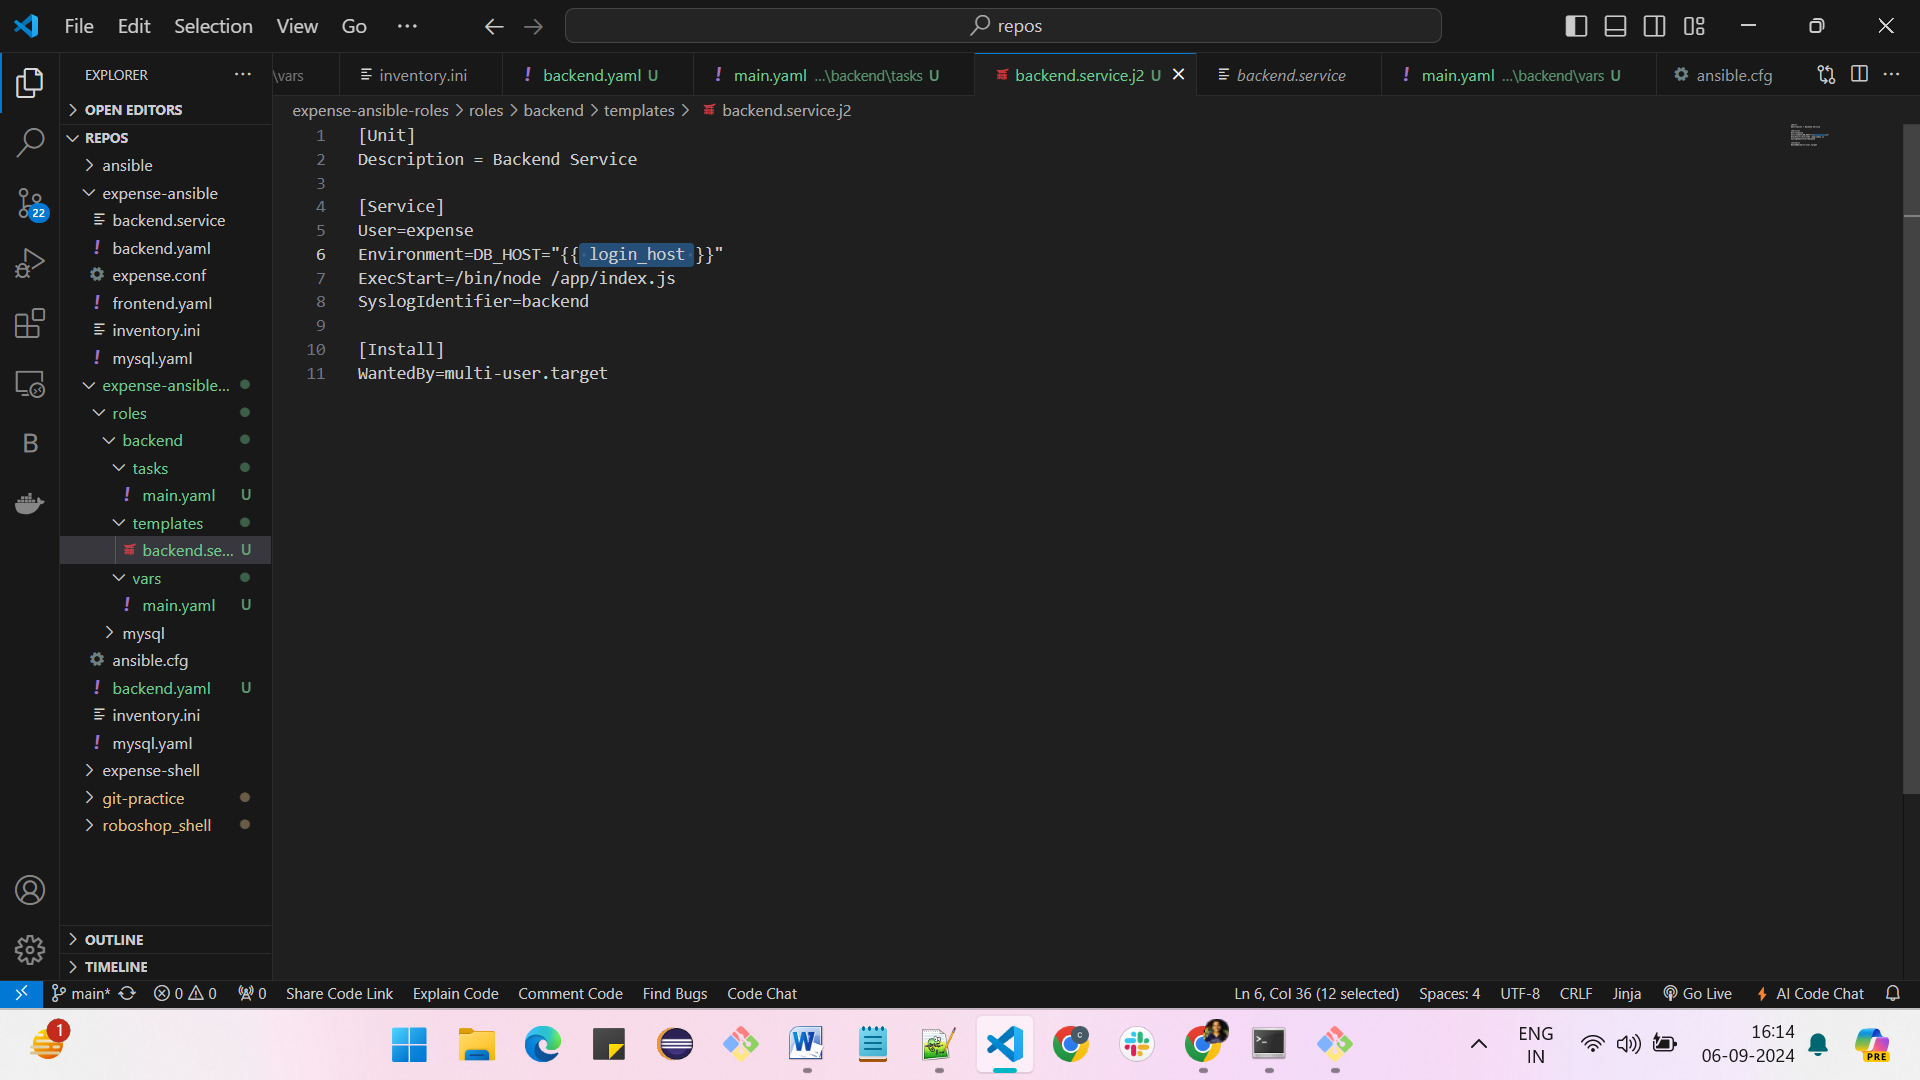 File Edit Selection View Go ··· repos
EXPLORER ···
OPEN EDITORS
REPOS
ansible
expense-ansible
backend.service
backend.yaml
expense.conf
frontend.yaml
inventory.ini
mysql.yaml
expense-ansible...
roles
backend
tasks
main.yaml U
templates
backend.se... U
vars
main.yaml U
mysql
ansible.cfg
backend.yaml U
inventory.ini
mysql.yaml
expense-shell
git-practice
roboshop_shell
OUTLINE
TIMELINE
22
B
\vars inventory.ini backend.yaml U main.yaml ...\backend\tasks U backend.service.j2 U backend.service main.yaml ...\backend\vars U ansible.cfg ···
expense-ansible-roles > roles > backend > templates > backend.service.j2
1 [Unit]
2 Description = Backend Service
3
4 [Service]
5 User=expense
6 Environment=DB_HOST="{{ login_host }}"
7 ExecStart=/bin/node /app/index.js
8 SyslogIdentifier=backend
9
10 [Install]
11 WantedBy=multi-user.target
main* 0 0 0 Share Code Link Explain Code Comment Code Find Bugs Code Chat Ln 6, Col 36 (12 selected) Spaces: 4 UTF-8 CRLF Jinja Go Live AI Code Chat
1
ENG
IN
16:14
06-09-2024
PRE